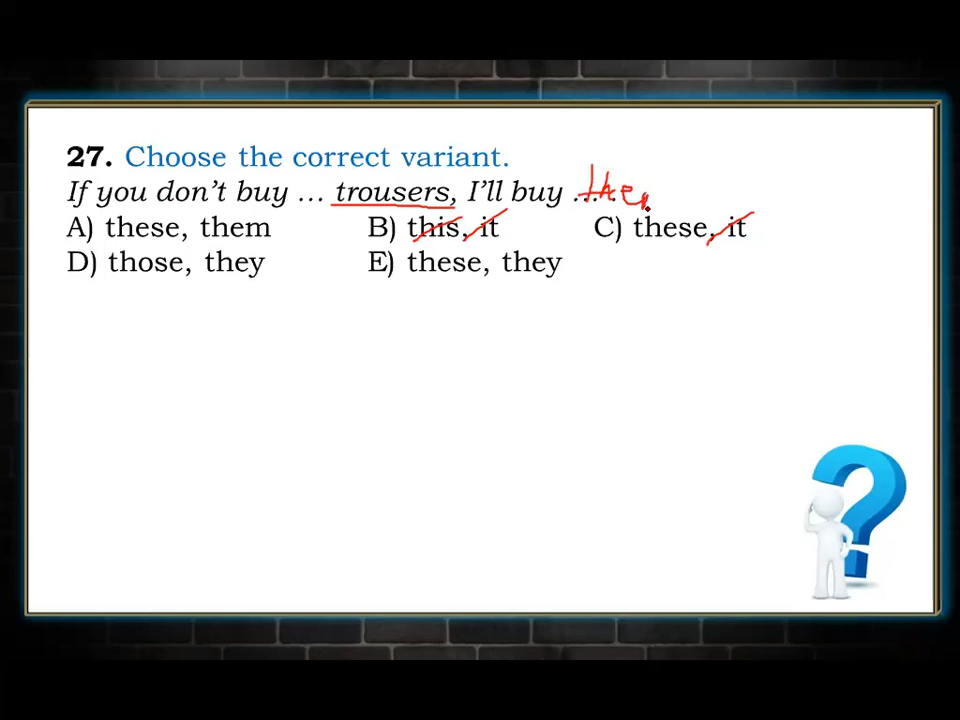 27. Choose the correct variant.
If you don't buy … trousers, I'll buy … .
A) these, them B) this, it C) these, it
D) those, they E) these, they